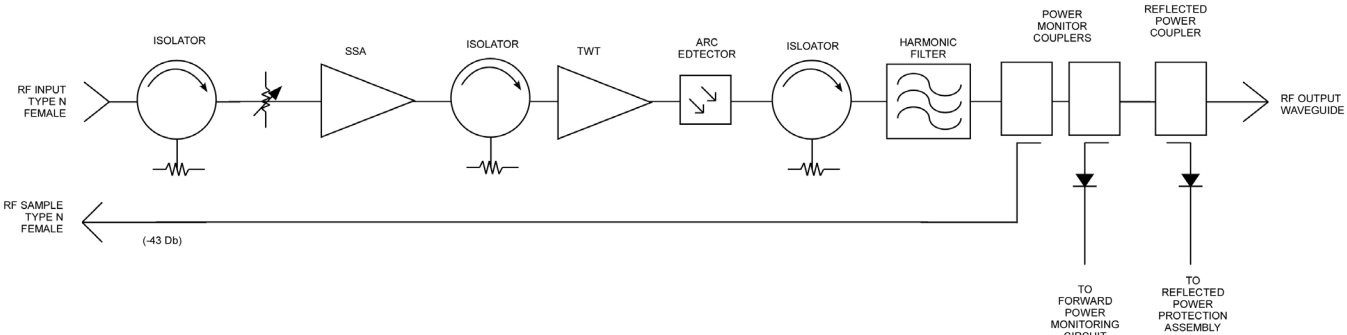 ISOLATOR
SSA
ISOLATOR
TWT
ARC
EDTECTOR
ISLOATOR
HARMONIC
FILTER
POWER
MONITOR
COUPLERS
REFLECTED
POWER
COUPLER
RF INPUT
TYPE N
FEMALE
RF OUTPUT
WAVEGUIDE
RF SAMPLE
TYPE N
FEMALE
(-43 Db)
TO
FORWARD
POWER
MONITORING
CIRCUIT
TO
REFLECTED
POWER
PROTECTION
ASSEMBLY